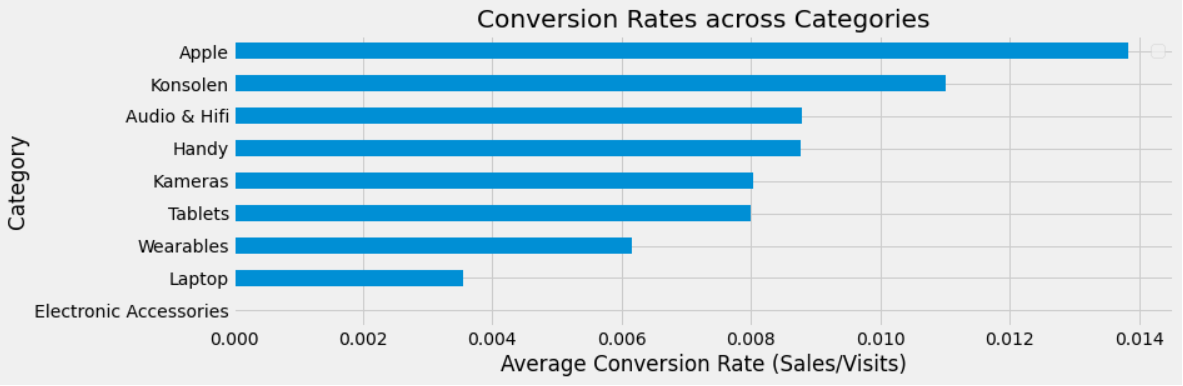 Conversion Rates across Categories
Category
Apple
Konsolen
Audio & Hifi
Handy
Kameras
Tablets
Wearables
Laptop
Electronic Accessories
0.000 0.002 0.004 0.006 0.008 0.010 0.012 0.014
Average Conversion Rate (Sales/Visits)